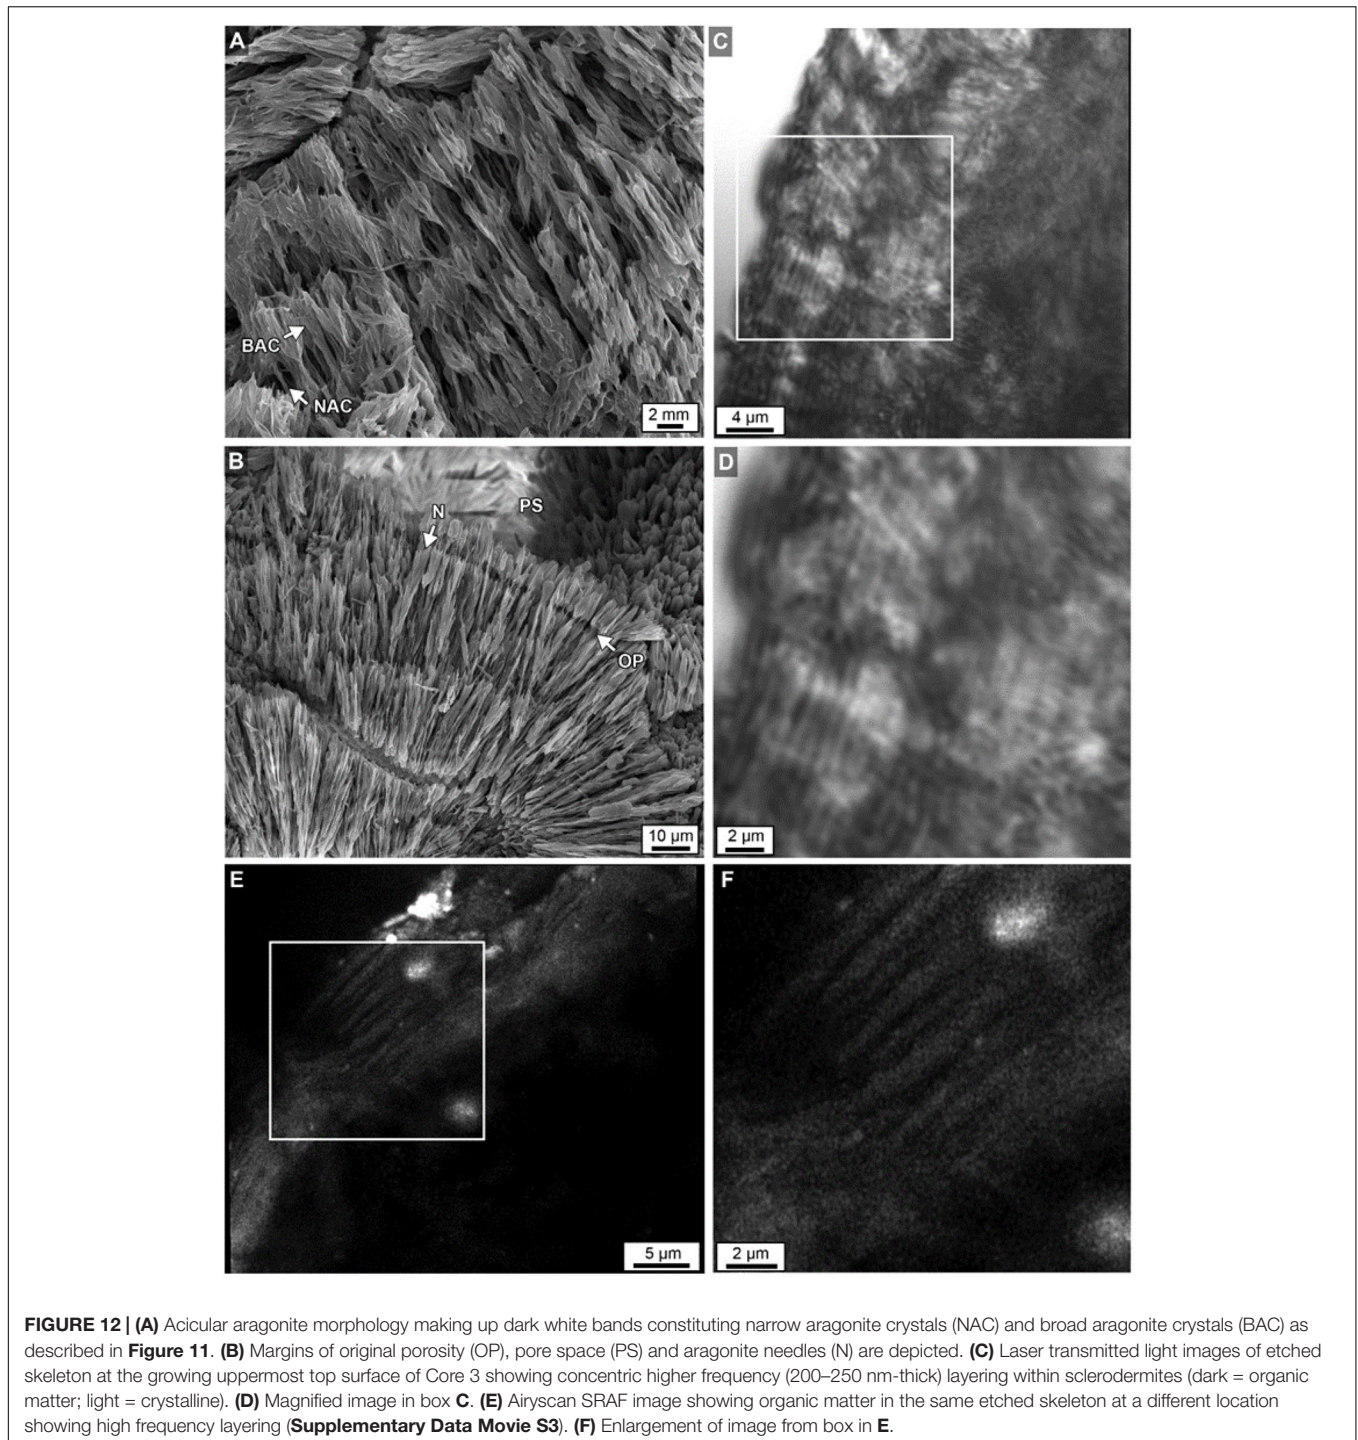 A
BAC
NAC
2 mm
C
4 µm
B
N
PS
OP
10 µm
D
2 µm
E
5 µm
F
2 µm
FIGURE 12 | (A) Acicular aragonite morphology making up dark white bands constituting narrow aragonite crystals (NAC) and broad aragonite crystals (BAC) as
described in Figure 11. (B) Margins of original porosity (OP), pore space (PS) and aragonite needles (N) are depicted. (C) Laser transmitted light images of etched
skeleton at the growing uppermost top surface of Core 3 showing concentric higher frequency (200–250 nm-thick) layering within sclerodermites (dark = organic
matter; light = crystalline). (D) Magnified image in box C. (E) Airyscan SRAF image showing organic matter in the same etched skeleton at a different location
showing high frequency layering (Supplementary Data Movie S3). (F) Enlargement of image from box in E.